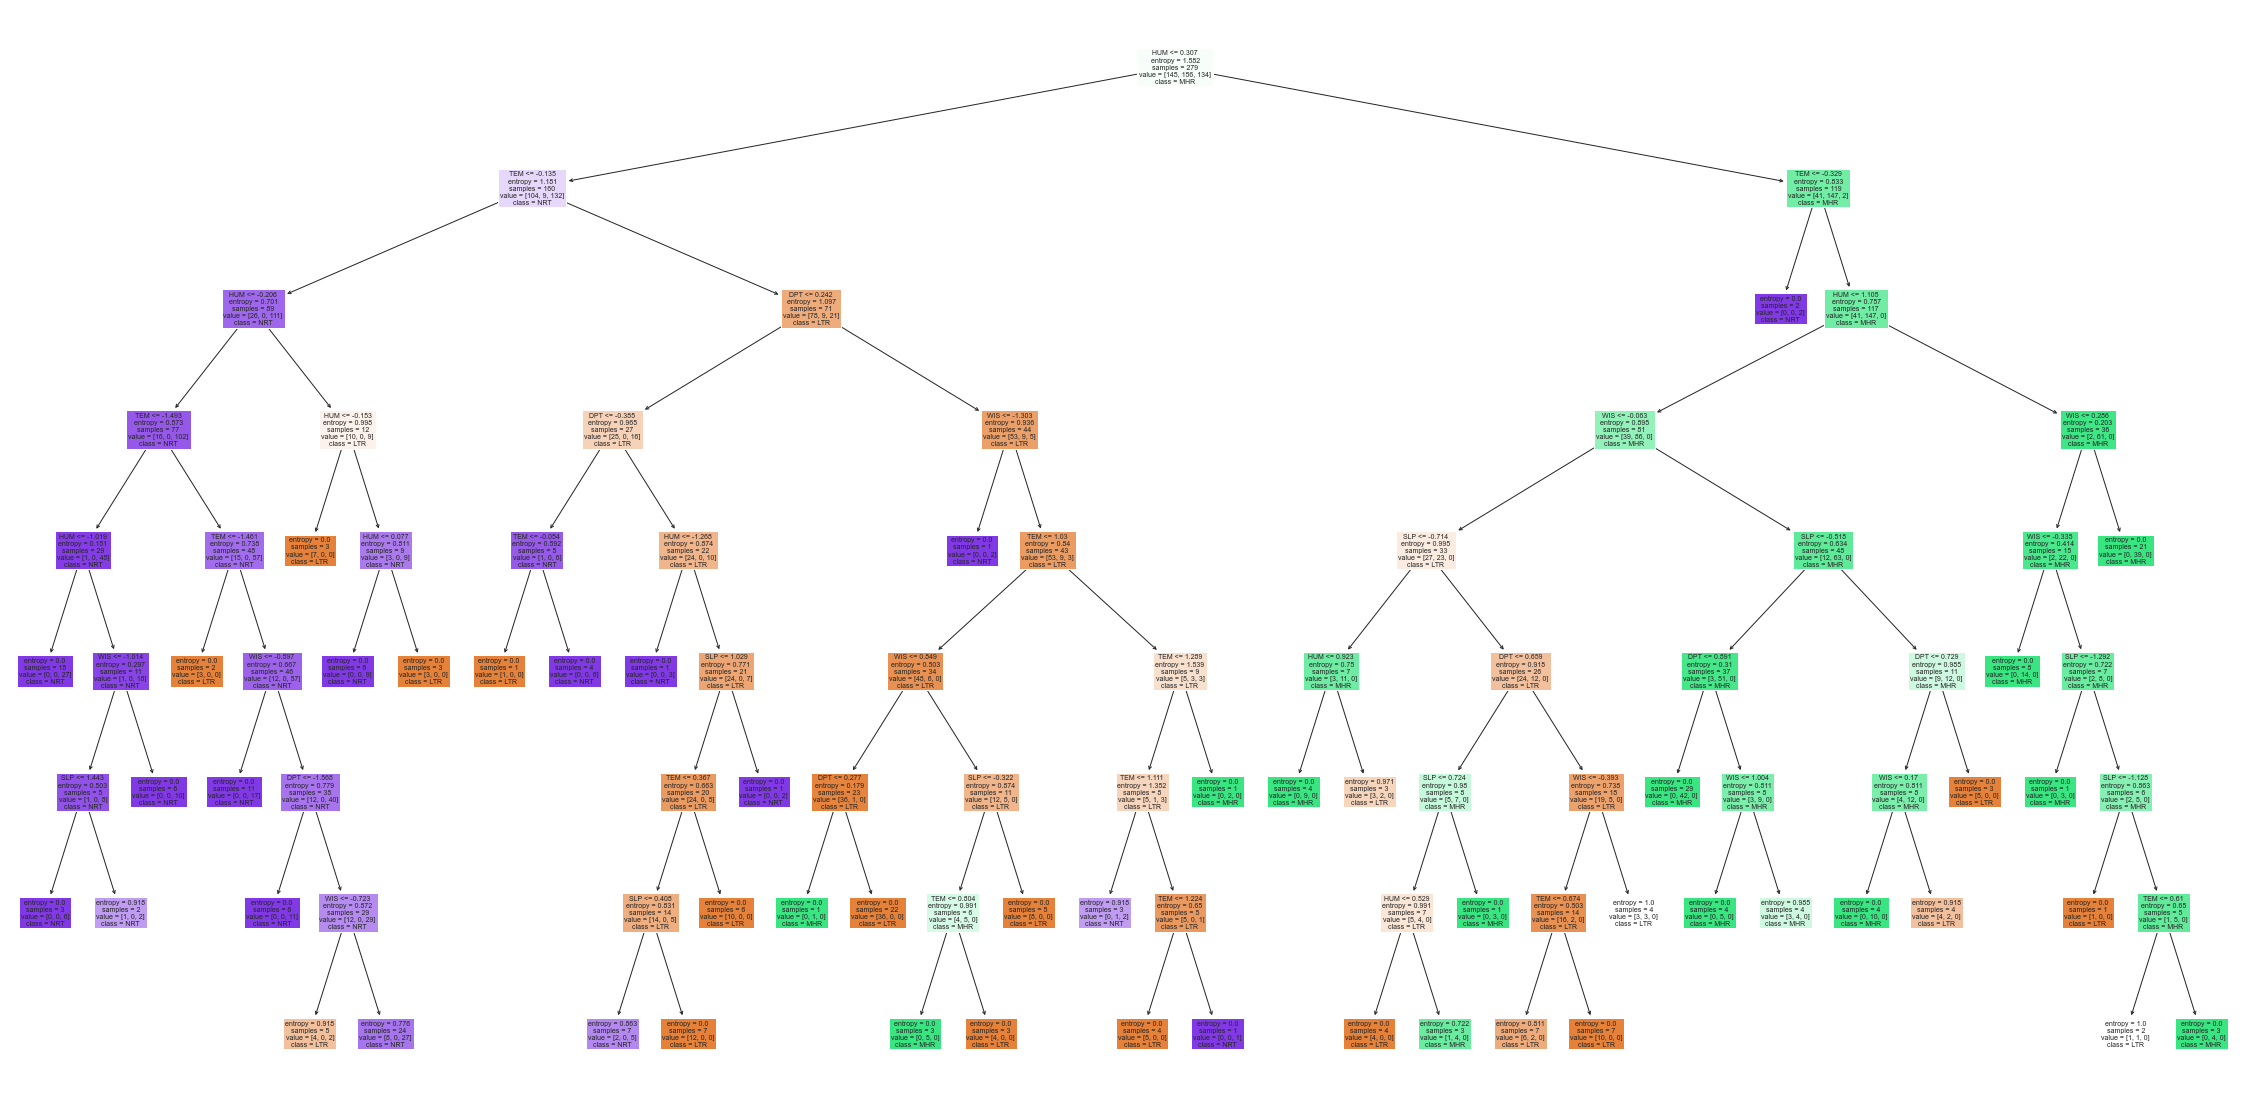 HUM <= 0.307
entropy = 1.552
samples = 279
value = [145, 156, 134]
class = MHR
TEM <= -0.135
entropy = 1.151
samples = 160
value = [104, 9, 132]
class = NRT
TEM <= -0.329
entropy = 0.833
samples = 119
value = [41, 147, 2]
class = MHR
HUM <= -0.206
entropy = 0.701
samples = 89
value = [26, 0, 111]
class = NRT
DPT <= 0.242
entropy = 1.097
samples = 71
value = [78, 9, 21]
class = LTR
entropy = 0.0
samples = 2
value = [0, 0, 2]
class = NRT
HUM <= 1.105
entropy = 0.757
samples = 117
value = [41, 147, 0]
class = MHR
TEM <= -1.493
entropy = 0.573
samples = 77
value = [16, 0, 102]
class = NRT
HUM <= -0.153
entropy = 0.998
samples = 12
value = [10, 0, 9]
class = LTR
DPT <= -0.355
entropy = 0.965
samples = 27
value = [25, 0, 16]
class = LTR
WIS <= -1.303
entropy = 0.936
samples = 44
value = [53, 9, 5]
class = LTR
WIS <= -0.063
entropy = 0.895
samples = 81
value = [39, 86, 0]
class = MHR
WIS <= 0.256
entropy = 0.203
samples = 36
value = [2, 61, 0]
class = MHR
HUM <= -1.019
entropy = 0.151
samples = 29
value = [1, 0, 45]
class = NRT
TEM <= -1.461
entropy = 0.738
samples = 48
value = [15, 0, 57]
class = NRT
entropy = 0.0
samples = 3
value = [7, 0, 0]
class = LTR
HUM <= 0.077
entropy = 0.811
samples = 9
value = [3, 0, 9]
class = NRT
TEM <= -0.054
entropy = 0.592
samples = 5
value = [1, 0, 6]
class = NRT
HUM <= -1.268
entropy = 0.874
samples = 22
value = [24, 0, 10]
class = LTR
entropy = 0.0
samples = 1
value = [0, 0, 2]
class = NRT
TEM <= 1.03
entropy = 0.84
samples = 43
value = [53, 9, 3]
class = LTR
SLP <= -0.714
entropy = 0.995
samples = 33
value = [27, 23, 0]
class = LTR
SLP <= -0.515
entropy = 0.634
samples = 48
value = [12, 63, 0]
class = MHR
WIS <= -0.335
entropy = 0.414
samples = 15
value = [2, 22, 0]
class = MHR
entropy = 0.0
samples = 21
value = [0, 39, 0]
class = MHR
entropy = 0.0
samples = 18
value = [0, 0, 27]
class = NRT
WIS <= -1.014
entropy = 0.297
samples = 11
value = [1, 0, 18]
class = NRT
entropy = 0.0
samples = 2
value = [3, 0, 0]
class = LTR
WIS <= -0.597
entropy = 0.667
samples = 46
value = [12, 0, 57]
class = NRT
entropy = 0.0
samples = 6
value = [0, 0, 9]
class = NRT
entropy = 0.0
samples = 3
value = [3, 0, 0]
class = LTR
entropy = 0.0
samples = 1
value = [1, 0, 0]
class = LTR
entropy = 0.0
samples = 4
value = [0, 0, 6]
class = NRT
entropy = 0.0
samples = 1
value = [0, 0, 3]
class = NRT
SLP <= 1.029
entropy = 0.771
samples = 21
value = [24, 0, 7]
class = LTR
WIS <= 0.549
entropy = 0.503
samples = 34
value = [48, 6, 0]
class = LTR
TEM <= 1.259
entropy = 1.539
samples = 9
value = [5, 3, 3]
class = LTR
HUM <= 0.923
entropy = 0.75
samples = 7
value = [3, 11, 0]
class = MHR
DPT <= 0.659
entropy = 0.918
samples = 26
value = [24, 12, 0]
class = LTR
DPT <= 0.591
entropy = 0.31
samples = 37
value = [3, 51, 0]
class = MHR
DPT <= 0.729
entropy = 0.985
samples = 11
value = [9, 12, 0]
class = MHR
entropy = 0.0
samples = 8
value = [0, 14, 0]
class = MHR
SLP <= -1.292
entropy = 0.722
samples = 7
value = [2, 8, 0]
class = MHR
SLP <= 1.443
entropy = 0.503
samples = 5
value = [1, 0, 8]
class = NRT
entropy = 0.0
samples = 6
value = [0, 0, 10]
class = NRT
entropy = 0.0
samples = 11
value = [0, 0, 17]
class = NRT
DPT <= -1.568
entropy = 0.779
samples = 35
value = [12, 0, 40]
class = NRT
TEM <= 0.367
entropy = 0.663
samples = 20
value = [24, 0, 5]
class = LTR
entropy = 0.0
samples = 1
value = [0, 0, 2]
class = NRT
DPT <= 0.277
entropy = 0.179
samples = 23
value = [36, 1, 0]
class = LTR
SLP <= -0.322
entropy = 0.874
samples = 11
value = [12, 5, 0]
class = LTR
TEM <= 1.111
entropy = 1.352
samples = 8
value = [5, 1, 3]
class = LTR
entropy = 0.0
samples = 1
value = [0, 2, 0]
class = MHR
entropy = 0.0
samples = 4
value = [0, 9, 0]
class = MHR
entropy = 0.971
samples = 3
value = [3, 2, 0]
class = LTR
SLP <= 0.724
entropy = 0.98
samples = 8
value = [5, 7, 0]
class = MHR
WIS <= -0.393
entropy = 0.738
samples = 18
value = [19, 5, 0]
class = LTR
entropy = 0.0
samples = 29
value = [0, 42, 0]
class = MHR
WIS <= 1.004
entropy = 0.811
samples = 8
value = [3, 9, 0]
class = MHR
WIS <= 0.17
entropy = 0.811
samples = 8
value = [4, 12, 0]
class = MHR
entropy = 0.0
samples = 3
value = [5, 0, 0]
class = LTR
entropy = 0.0
samples = 1
value = [0, 3, 0]
class = MHR
SLP <= -1.125
entropy = 0.863
samples = 6
value = [2, 5, 0]
class = MHR
entropy = 0.0
samples = 3
value = [0, 0, 6]
class = NRT
entropy = 0.918
samples = 2
value = [1, 0, 2]
class = NRT
entropy = 0.0
samples = 6
value = [0, 0, 11]
class = NRT
WIS <= -0.723
entropy = 0.872
samples = 29
value = [12, 0, 29]
class = NRT
SLP <= 0.408
entropy = 0.831
samples = 14
value = [14, 0, 5]
class = LTR
entropy = 0.0
samples = 6
value = [10, 0, 0]
class = LTR
entropy = 0.0
samples = 1
value = [0, 1, 0]
class = MHR
entropy = 0.0
samples = 22
value = [36, 0, 0]
class = LTR
TEM <= 0.804
entropy = 0.991
samples = 6
value = [4, 5, 0]
class = MHR
entropy = 0.0
samples = 5
value = [8, 0, 0]
class = LTR
entropy = 0.918
samples = 3
value = [0, 1, 2]
class = NRT
TEM <= 1.224
entropy = 0.65
samples = 5
value = [5, 0, 1]
class = LTR
HUM <= 0.529
entropy = 0.991
samples = 7
value = [5, 4, 0]
class = LTR
entropy = 0.0
samples = 1
value = [0, 3, 0]
class = MHR
TEM <= 0.674
entropy = 0.503
samples = 14
value = [16, 2, 0]
class = LTR
entropy = 1.0
samples = 4
value = [3, 3, 0]
class = LTR
entropy = 0.0
samples = 4
value = [0, 5, 0]
class = MHR
entropy = 0.985
samples = 4
value = [3, 4, 0]
class = MHR
entropy = 0.0
samples = 4
value = [0, 10, 0]
class = MHR
entropy = 0.918
samples = 4
value = [4, 2, 0]
class = LTR
entropy = 0.0
samples = 1
value = [1, 0, 0]
class = LTR
TEM <= 0.61
entropy = 0.65
samples = 5
value = [1, 5, 0]
class = MHR
entropy = 0.918
samples = 5
value = [4, 0, 2]
class = LTR
entropy = 0.776
samples = 24
value = [8, 0, 27]
class = NRT
entropy = 0.863
samples = 7
value = [2, 0, 5]
class = NRT
entropy = 0.0
samples = 7
value = [12, 0, 0]
class = LTR
entropy = 0.0
samples = 3
value = [0, 5, 0]
class = MHR
entropy = 0.0
samples = 3
value = [4, 0, 0]
class = LTR
entropy = 0.0
samples = 4
value = [5, 0, 0]
class = LTR
entropy = 0.0
samples = 1
value = [0, 0, 1]
class = NRT
entropy = 0.0
samples = 4
value = [4, 0, 0]
class = LTR
entropy = 0.722
samples = 3
value = [1, 4, 0]
class = MHR
entropy = 0.811
samples = 7
value = [6, 2, 0]
class = LTR
entropy = 0.0
samples = 7
value = [10, 0, 0]
class = LTR
entropy = 1.0
samples = 2
value = [1, 1, 0]
class = LTR
entropy = 0.0
samples = 3
value = [0, 4, 0]
class = MHR